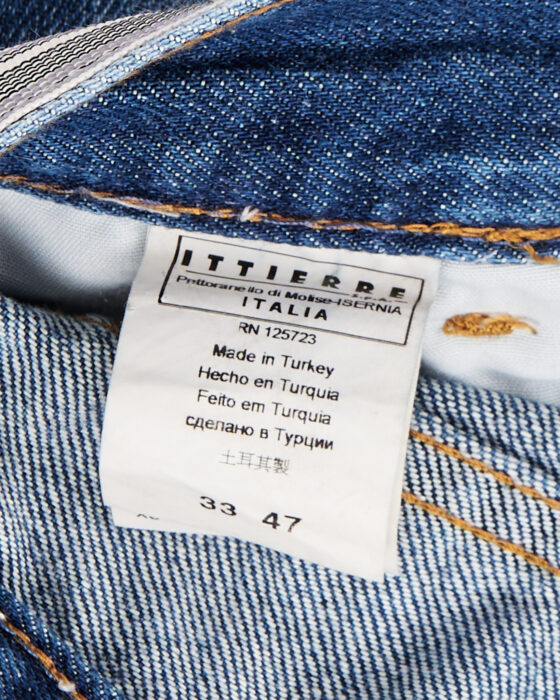 ITTIERRE S.P.A.
Pettoranello di Molise-ISERNIA
ITALIA
RN 125723
Made in Turkey
Hecho en Turquia
Feito em Turquia
сделано в Турции
土耳其製
33 47